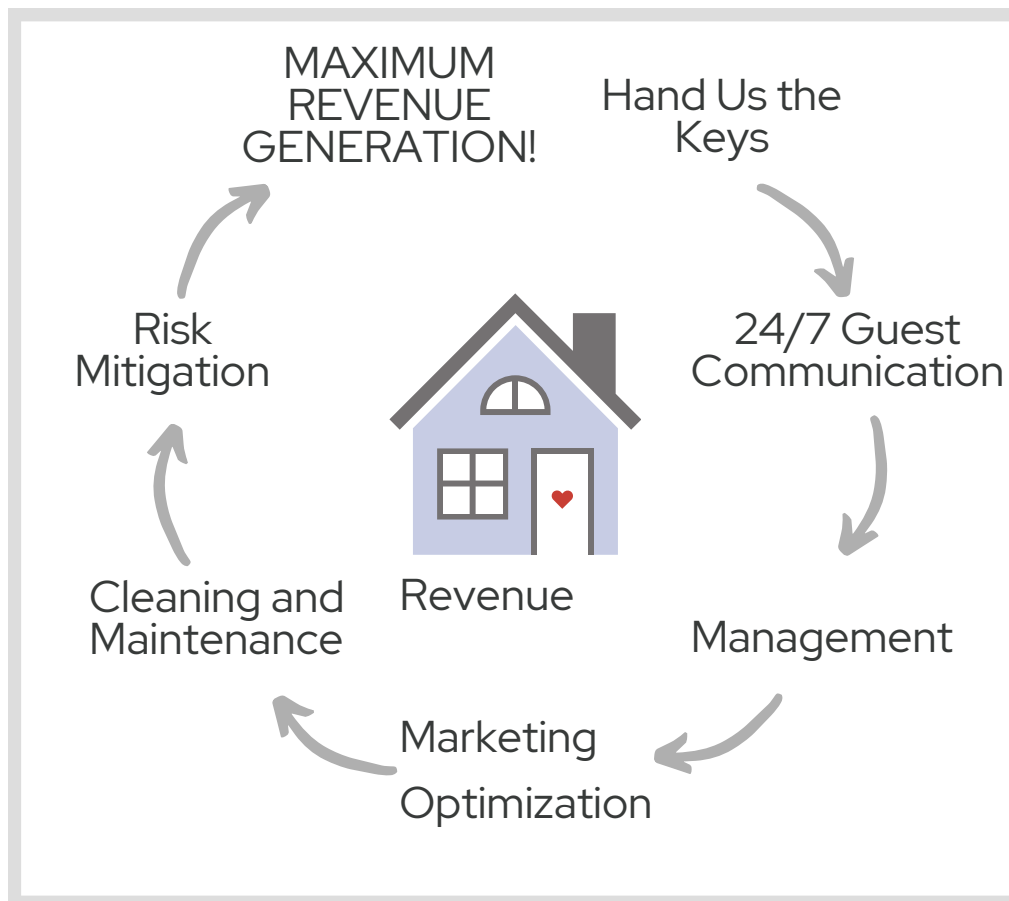 MAXIMUM
REVENUE
GENERATION!
Hand Us the
Keys
24/7 Guest
Communication
Management
Revenue
Marketing
Optimization
Cleaning and
Maintenance
Risk
Mitigation